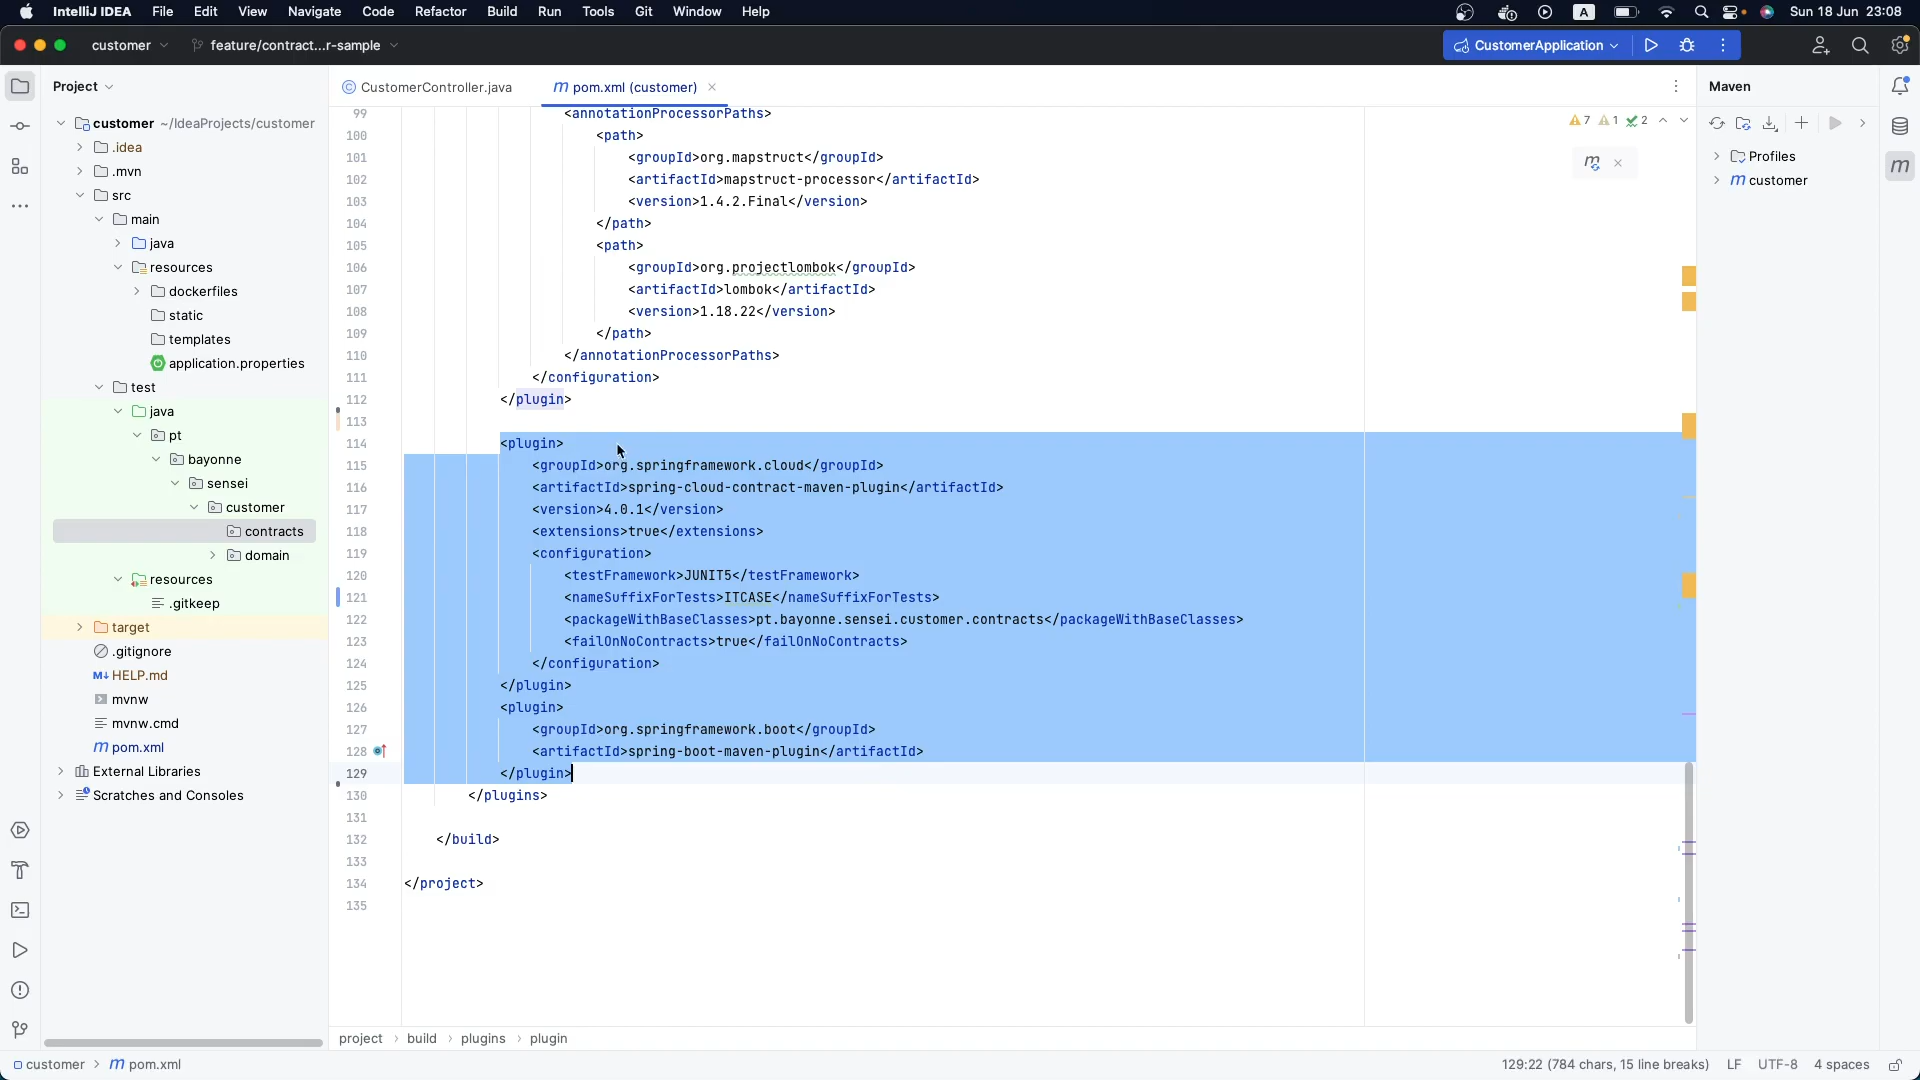 IntelliJ IDEA File Edit View Navigate Code Refactor Build Run Tools Git Window Help A Sun 18 Jun 23:08
customer feature/contract...r-sample CustomerApplication
Project CustomerController.java m pom.xml (customer) Maven
customer ~/IdeaProjects/customer
.idea
.mvn
src
main
java
resources
dockerfiles
static
templates
application.properties
test
java
pt
bayonne
sensei
customer
contracts
domain
resources
.gitkeep
target
.gitignore
M↓ HELP.md
mvnw
mvnw.cmd
m pom.xml
External Libraries
Scratches and Consoles
99 <annotationProcessorPaths>
100 <path>
101 <groupId>org.mapstruct</groupId>
102 <artifactId>mapstruct-processor</artifactId>
103 <version>1.4.2.Final</version>
104 </path>
105 <path>
106 <groupId>org.projectlombok</groupId>
107 <artifactId>lombok</artifactId>
108 <version>1.18.22</version>
109 </path>
110 </annotationProcessorPaths>
111 </configuration>
112 </plugin>
113
114 <plugin>
115 <groupId>org.springframework.cloud</groupId>
116 <artifactId>spring-cloud-contract-maven-plugin</artifactId>
117 <version>4.0.1</version>
118 <extensions>true</extensions>
119 <configuration>
120 <testFramework>JUNIT5</testFramework>
121 <nameSuffixForTests>ITCASE</nameSuffixForTests>
122 <packageWithBaseClasses>pt.bayonne.sensei.customer.contracts</packageWithBaseClasses>
123 <failOnNoContracts>true</failOnNoContracts>
124 </configuration>
125 </plugin>
126 <plugin>
127 <groupId>org.springframework.boot</groupId>
128 <artifactId>spring-boot-maven-plugin</artifactId>
129 </plugin>
130 </plugins>
131
132 </build>
133
134 </project>
135
7 1 2
m
Profiles
m customer
m
project > build > plugins > plugin
customer > m pom.xml 129:22 (784 chars, 15 line breaks) LF UTF-8 4 spaces